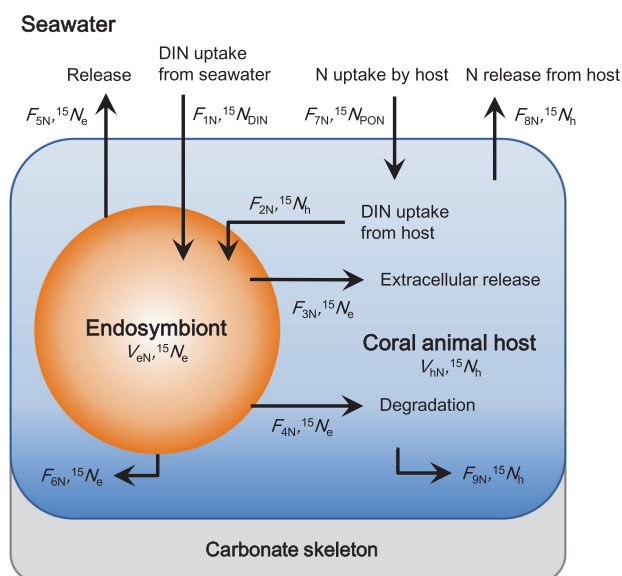 Seawater
DIN uptake
from seawater
Release
N uptake by host
N release from host
F5N,15Ne
F1N,15NDIN
F7N,15NPON
F8N,15Nh
F2N,15Nh
DIN uptake
from host
Extracellular release
F3N,15Ne
Endosymbiont
VeN,15Ne
Coral animal host
VhN,15Nh
Degradation
F4N,15Ne
F6N,15Ne
F9N,15Nh
Carbonate skeleton